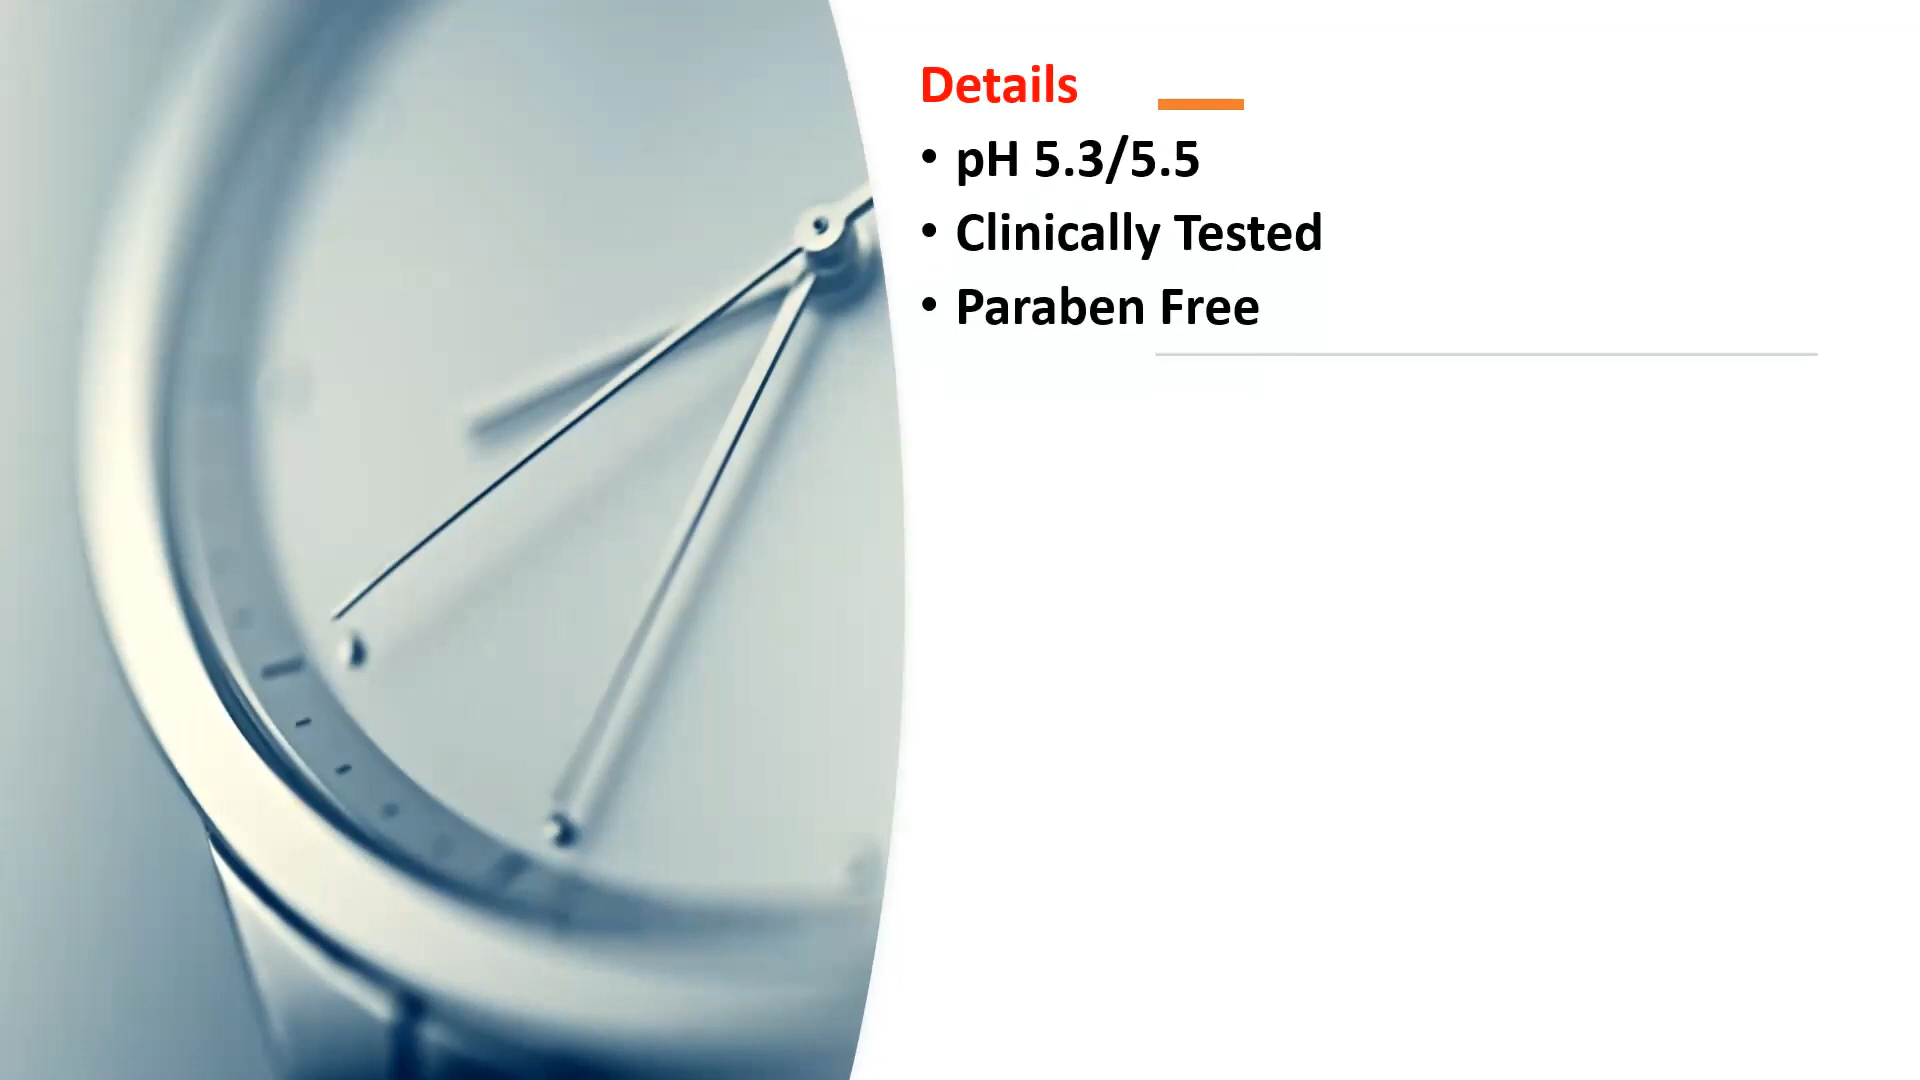 Details
• pH 5.3/5.5
• Clinically Tested
• Paraben Free